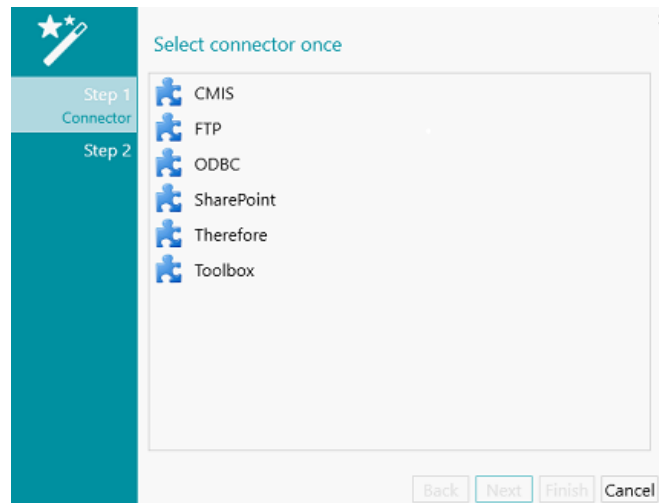 Select connector once
Step 1
Connector
Step 2
CMIS
FTP
ODBC
SharePoint
Therefore
Toolbox
Back Next Finish Cancel